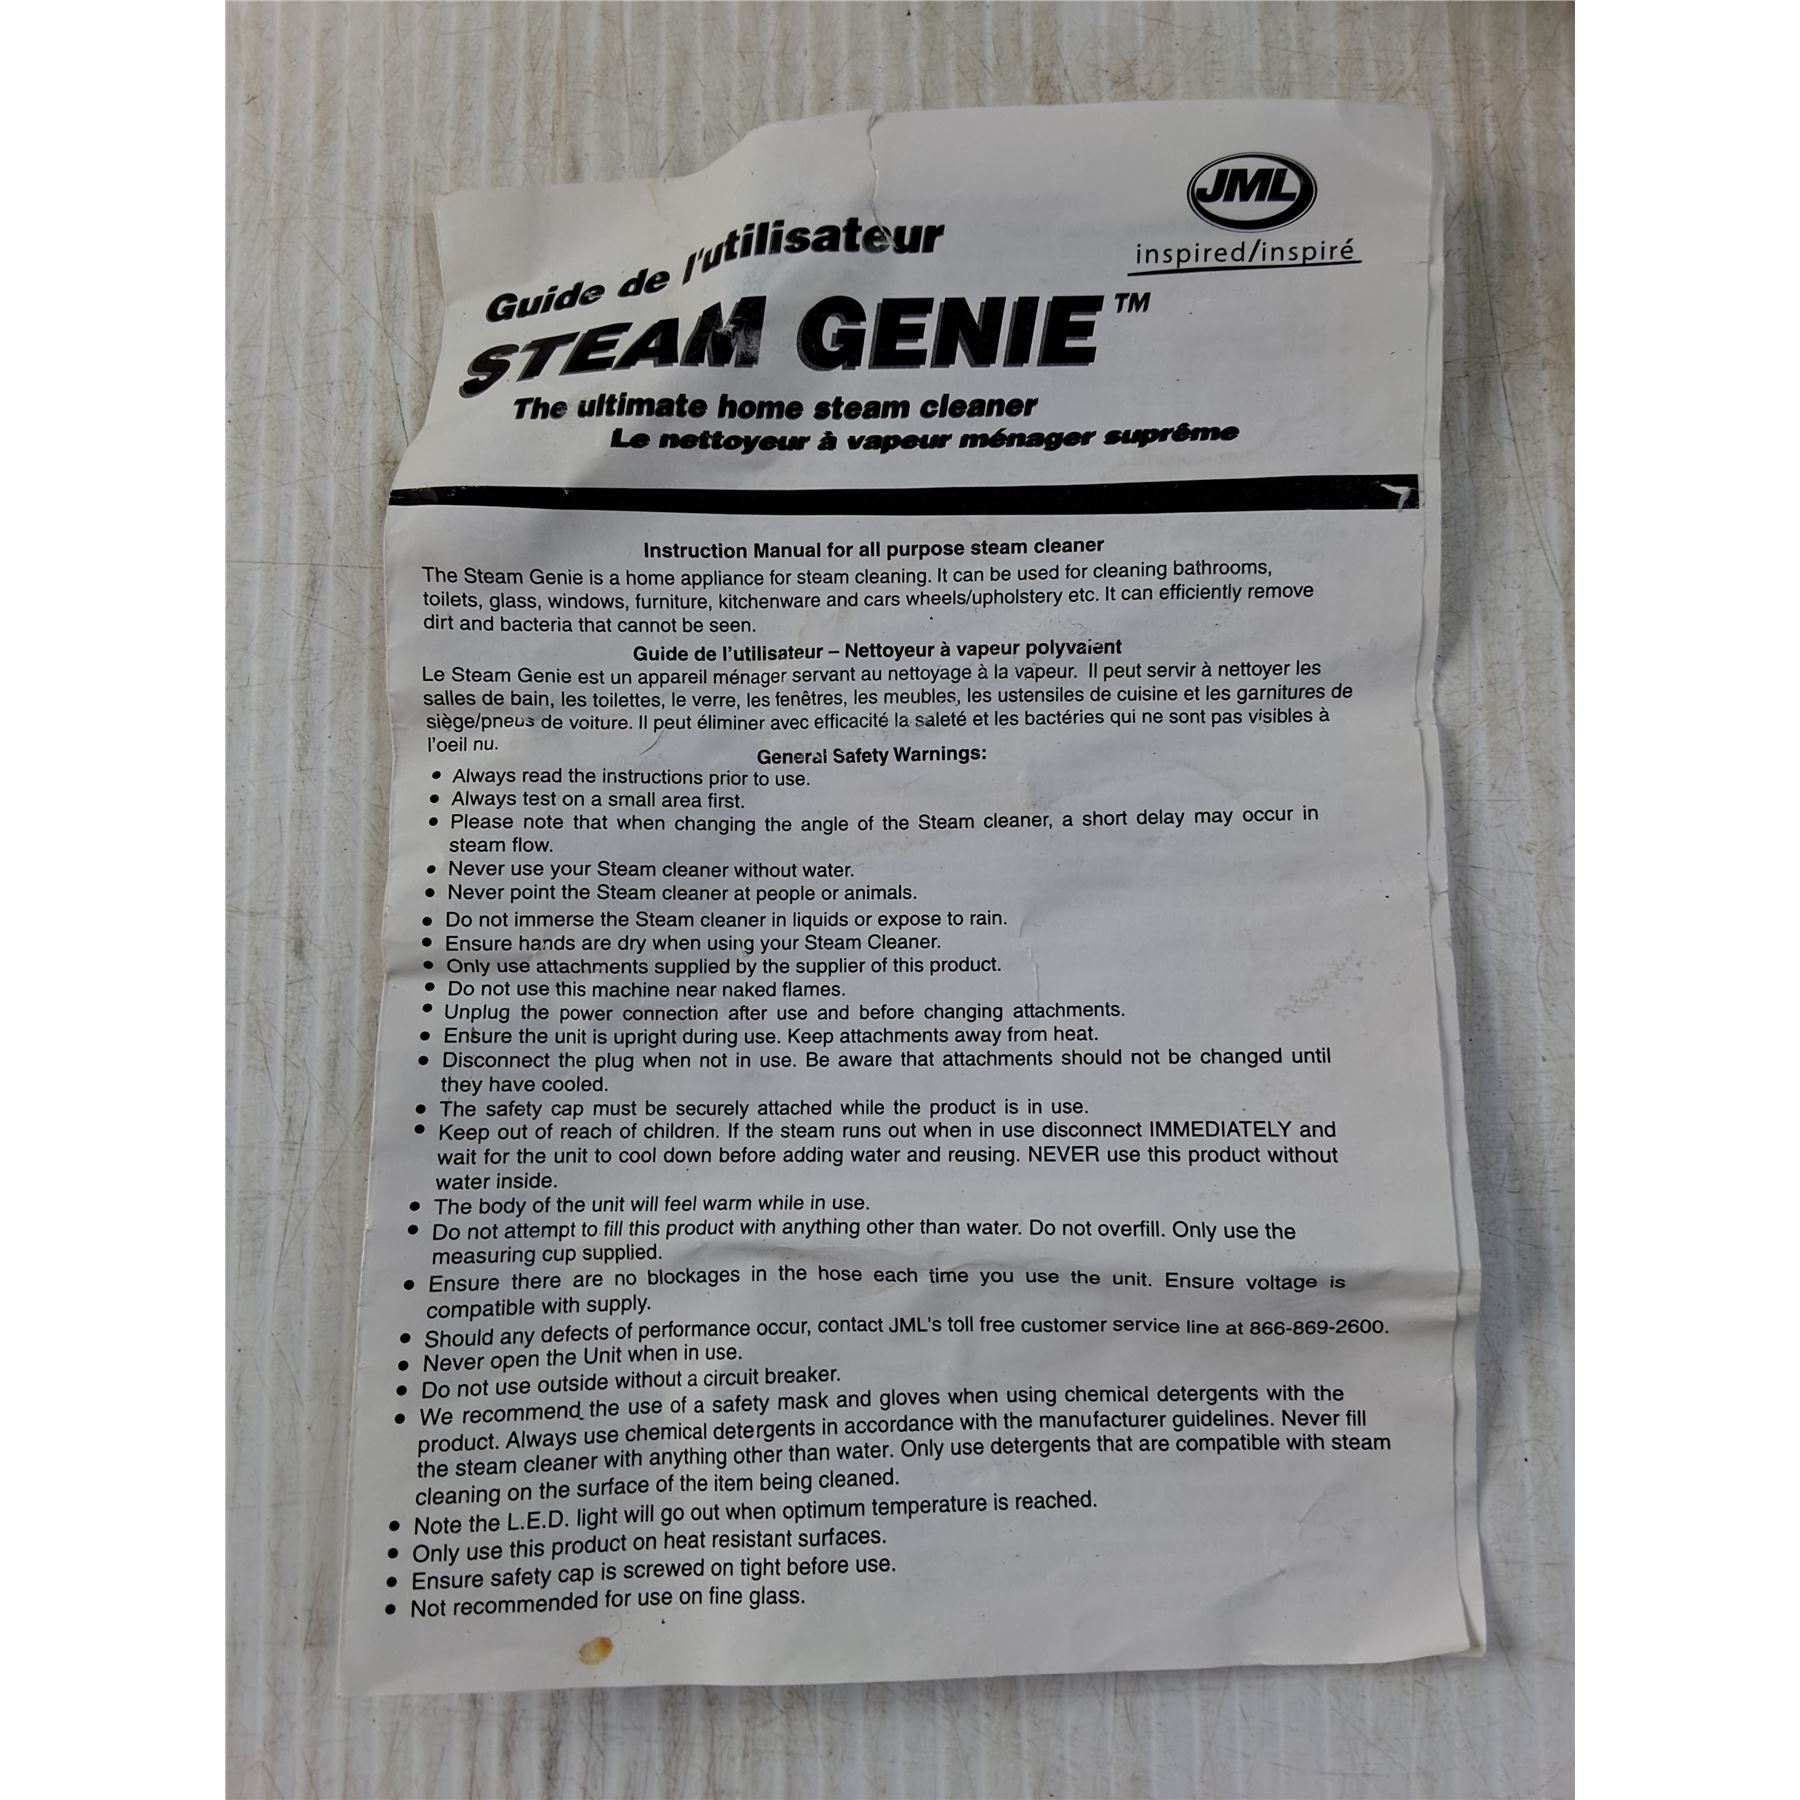 JML
inspired/inspiré
Guide de l'utilisateur
STEAM GENIE™
The ultimate home steam cleaner
Le nettoyeur à vapeur ménager suprême
Instruction Manual for all purpose steam cleaner
The Steam Genie is a home appliance for steam cleaning. It can be used for cleaning bathrooms,
toilets, glass, windows, furniture, kitchenware and cars wheels/upholstery etc. It can efficiently remove
dirt and bacteria that cannot be seen.
Guide de l'utilisateur – Nettoyeur à vapeur polyvalent
Le Steam Genie est un appareil ménager servant au nettoyage à la vapeur. Il peut servir à nettoyer les
salles de bain, les toilettes, le verre, les fenêtres, les meubles, les ustensiles de cuisine et les garnitures de
siège/pneus de voiture. Il peut éliminer avec efficacité la saleté et les bactéries qui ne sont pas visibles à
l'oeil nu.
General Safety Warnings:
• Always read the instructions prior to use.
• Always test on a small area first.
• Please note that when changing the angle of the Steam cleaner, a short delay may occur in
steam flow.
• Never use your Steam cleaner without water.
• Never point the Steam cleaner at people or animals.
• Do not immerse the Steam cleaner in liquids or expose to rain.
• Ensure hands are dry when using your Steam Cleaner.
• Only use attachments supplied by the supplier of this product.
• Do not use this machine near naked flames.
• Unplug the power connection after use and before changing attachments.
• Ensure the unit is upright during use. Keep attachments away from heat.
• Disconnect the plug when not in use. Be aware that attachments should not be changed until
they have cooled.
• The safety cap must be securely attached while the product is in use.
• Keep out of reach of children. If the steam runs out when in use disconnect IMMEDIATELY and
wait for the unit to cool down before adding water and reusing. NEVER use this product without
water inside.
• The body of the unit will feel warm while in use.
• Do not attempt to fill this product with anything other than water. Do not overfill. Only use the
measuring cup supplied.
• Ensure there are no blockages in the hose each time you use the unit. Ensure voltage is
compatible with supply.
• Should any defects of performance occur, contact JML's toll free customer service line at 866-869-2600.
• Never open the Unit when in use.
• Do not use outside without a circuit breaker.
• We recommend the use of a safety mask and gloves when using chemical detergents with the
product. Always use chemical detergents in accordance with the manufacturer guidelines. Never fill
the steam cleaner with anything other than water. Only use detergents that are compatible with steam
cleaning on the surface of the item being cleaned.
• Note the L.E.D. light will go out when optimum temperature is reached.
• Only use this product on heat resistant surfaces.
• Ensure safety cap is screwed on tight before use.
• Not recommended for use on fine glass.